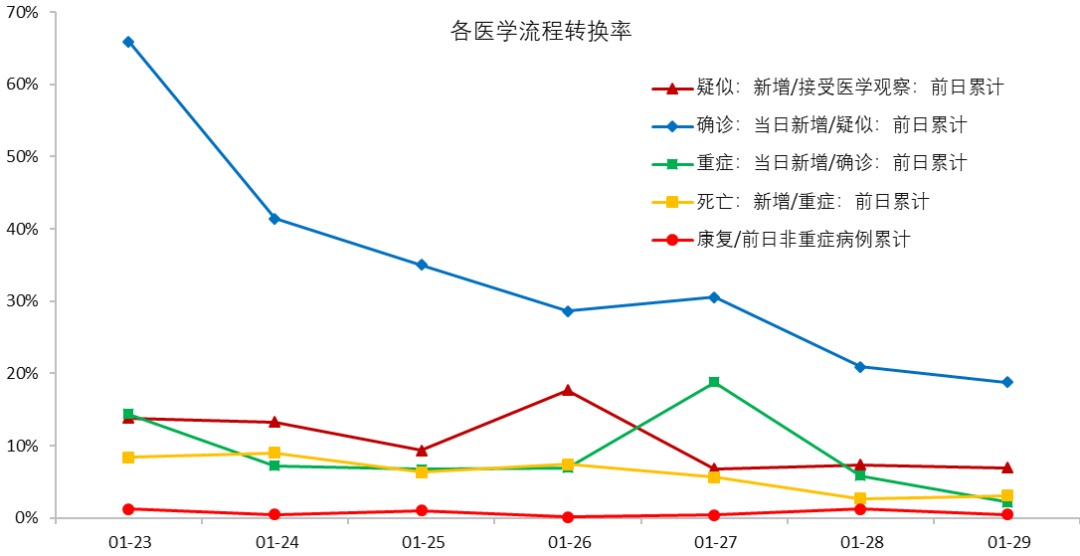 各医学流程转换率
70%
60%
50%
40%
30%
20%
10%
0%
疑似：新增/接受医学观察：前日累计
确诊：当日新增/疑似：前日累计
重症：当日新增/确诊：前日累计
死亡：新增/重症：前日累计
康复/前日非重症病例累计
01-23 01-24 01-25 01-26 01-27 01-28 01-29